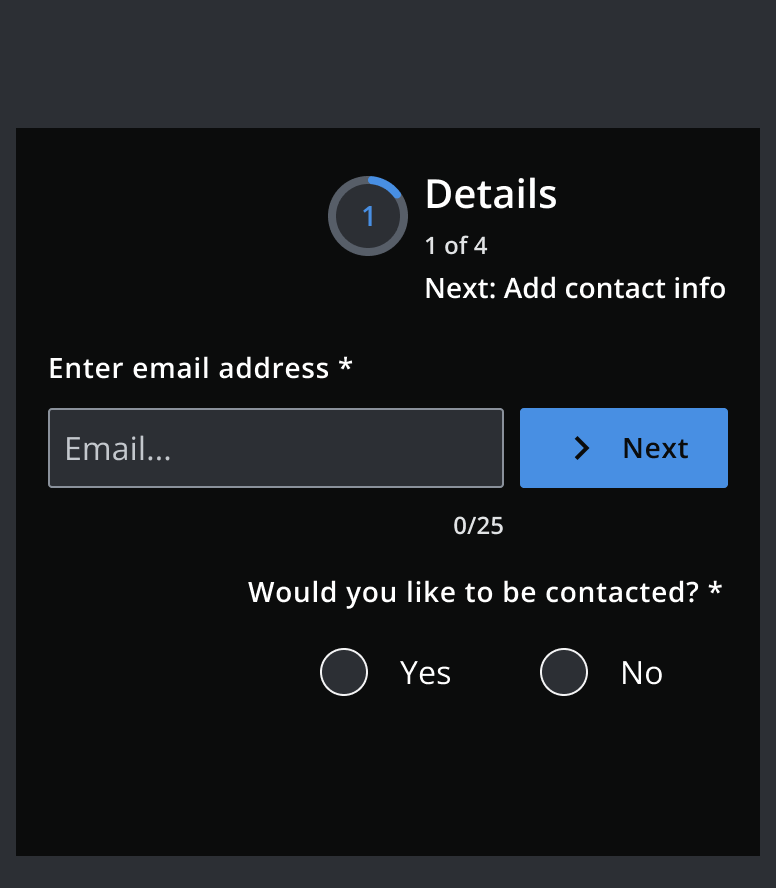 1
Details
1 of 4
Next: Add contact info
Enter email address *
Email...
Next
0/25
Would you like to be contacted? *
Yes
No